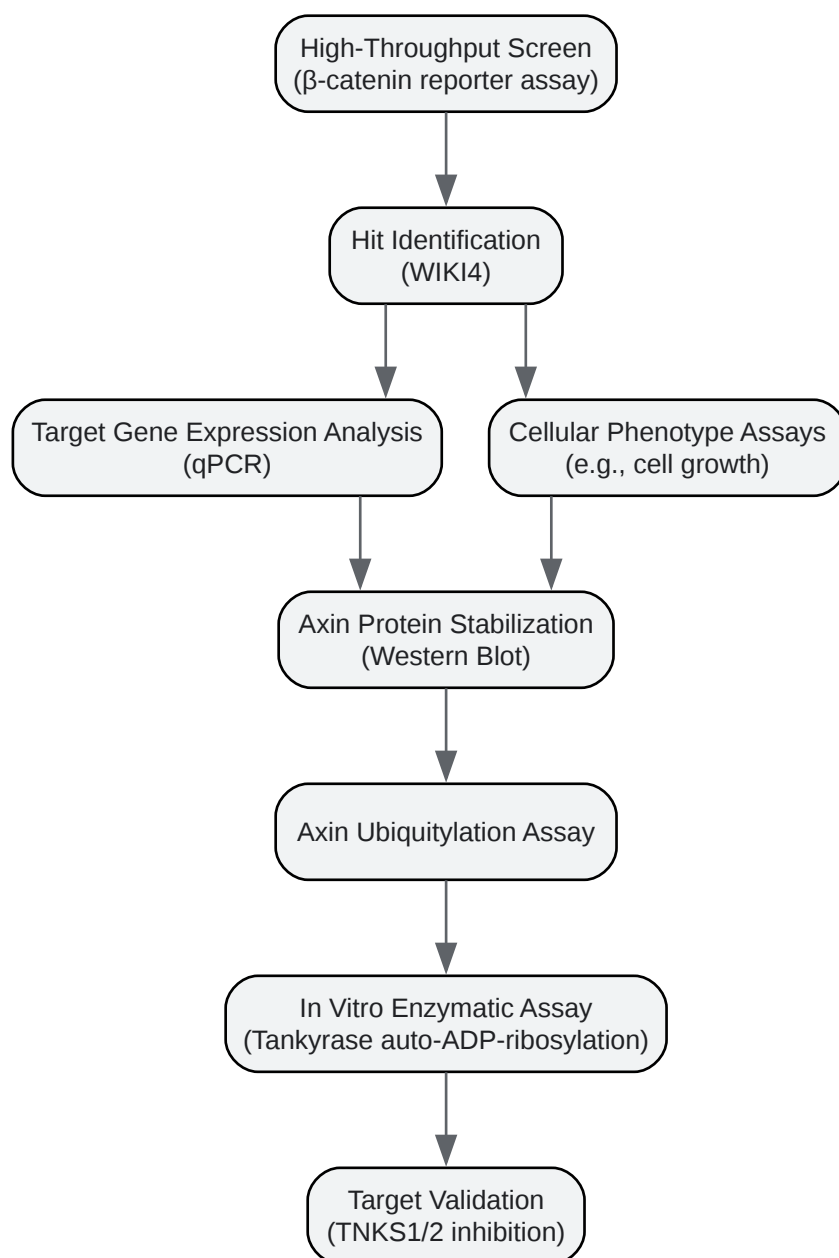 High-Throughput Screen
(β-catenin reporter assay)
Hit Identification
(WIKI4)
Target Gene Expression Analysis
(qPCR)
Cellular Phenotype Assays
(e.g., cell growth)
Axin Protein Stabilization
(Western Blot)
Axin Ubiquitylation Assay
In Vitro Enzymatic Assay
(Tankyrase auto-ADP-ribosylation)
Target Validation
(TNKS1/2 inhibition)